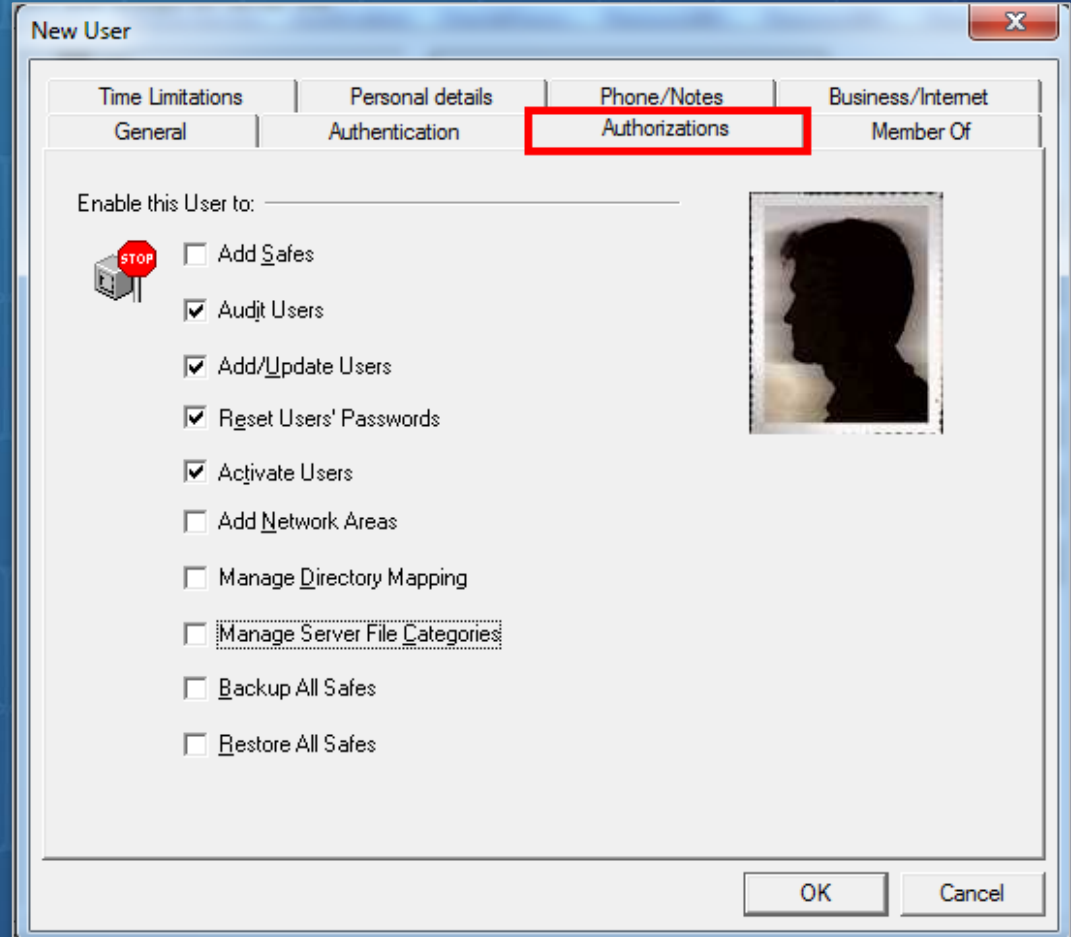 New User
X
Time Limitations Personal details Phone/Notes Business/Internet
General Authentication Authorizations Member Of
Enable this User to:
STOP
Add Safes
Audit Users
Add/Update Users
Reset Users' Passwords
Activate Users
Add Network Areas
Manage Directory Mapping
Manage Server File Categories
Backup All Safes
Restore All Safes
OK Cancel